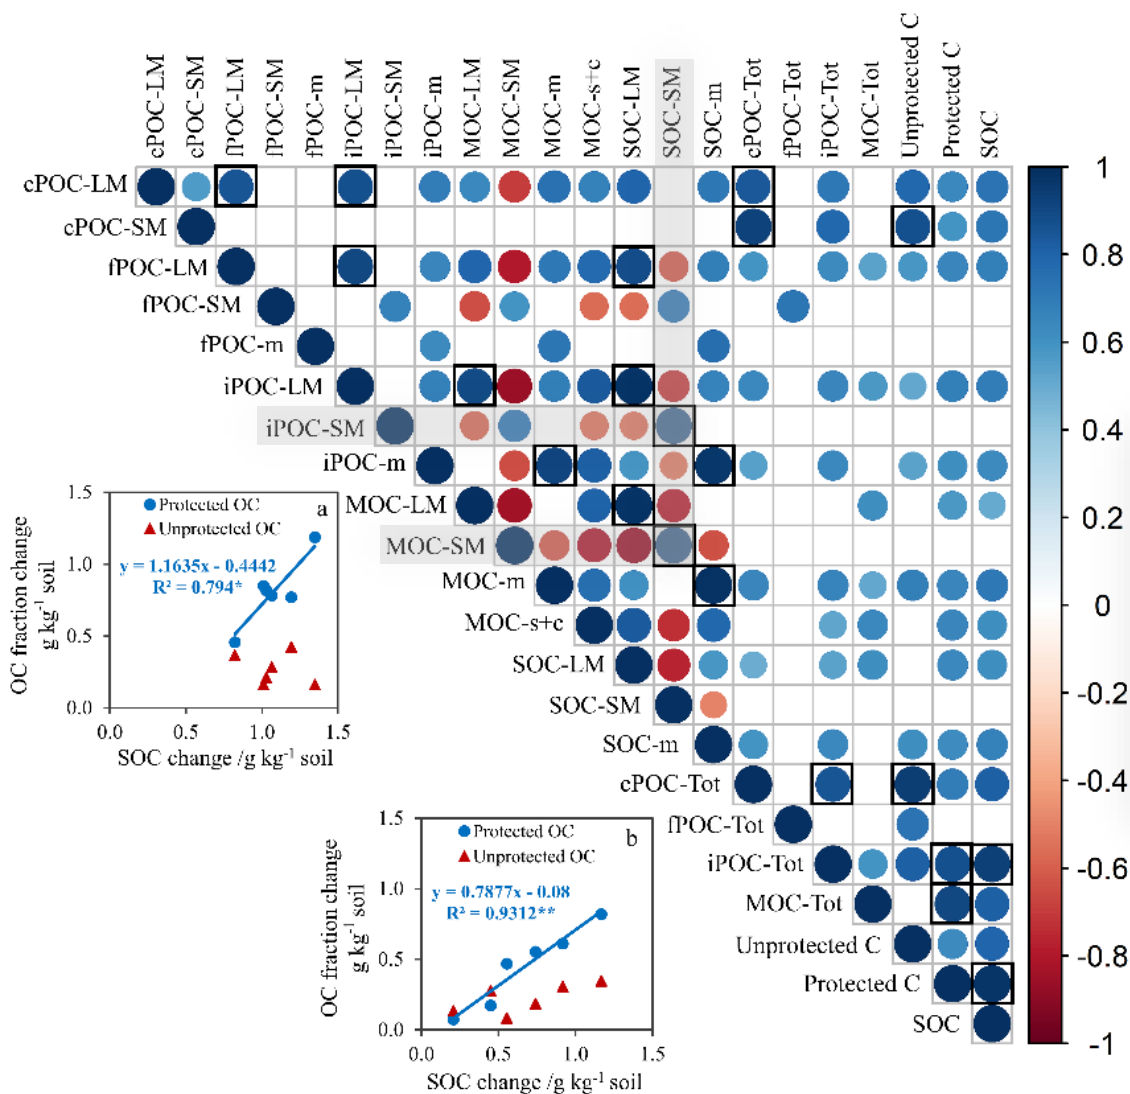 cPOC-LM
cPOC-SM
fPOC-LM
fPOC-SM
fPOC-m
iPOC-LM
iPOC-SM
iPOC-m
MOC-LM
MOC-SM
MOC-m
MOC-s+c
SOC-LM
SOC-SM
SOC-m
cPOC-Tot
fPOC-Tot
iPOC-Tot
MOC-Tot
Unprotected C
Protected C
SOC
cPOC-LM
cPOC-SM
fPOC-LM
fPOC-SM
fPOC-m
iPOC-LM
iPOC-SM
iPOC-m
MOC-LM
MOC-SM
MOC-m
MOC-s+c
SOC-LM
SOC-SM
SOC-m
cPOC-Tot
fPOC-Tot
iPOC-Tot
MOC-Tot
Unprotected C
Protected C
SOC
1
0.8
0.6
0.4
0.2
0
-0.2
-0.4
-0.6
-0.8
-1
a
Protected OC
Unprotected OC
y = 1.1635x - 0.4442
R² = 0.794*
OC fraction change
g kg⁻¹ soil
1.5
1.0
0.5
0.0
0.0 0.5 1.0 1.5
SOC change /g kg⁻¹ soil
b
Protected OC
Unprotected OC
y = 0.7877x - 0.08
R² = 0.9312**
OC fraction change
g kg⁻¹ soil
1.5
1.0
0.5
0.0
0.0 0.5 1.0 1.5
SOC change /g kg⁻¹ soil